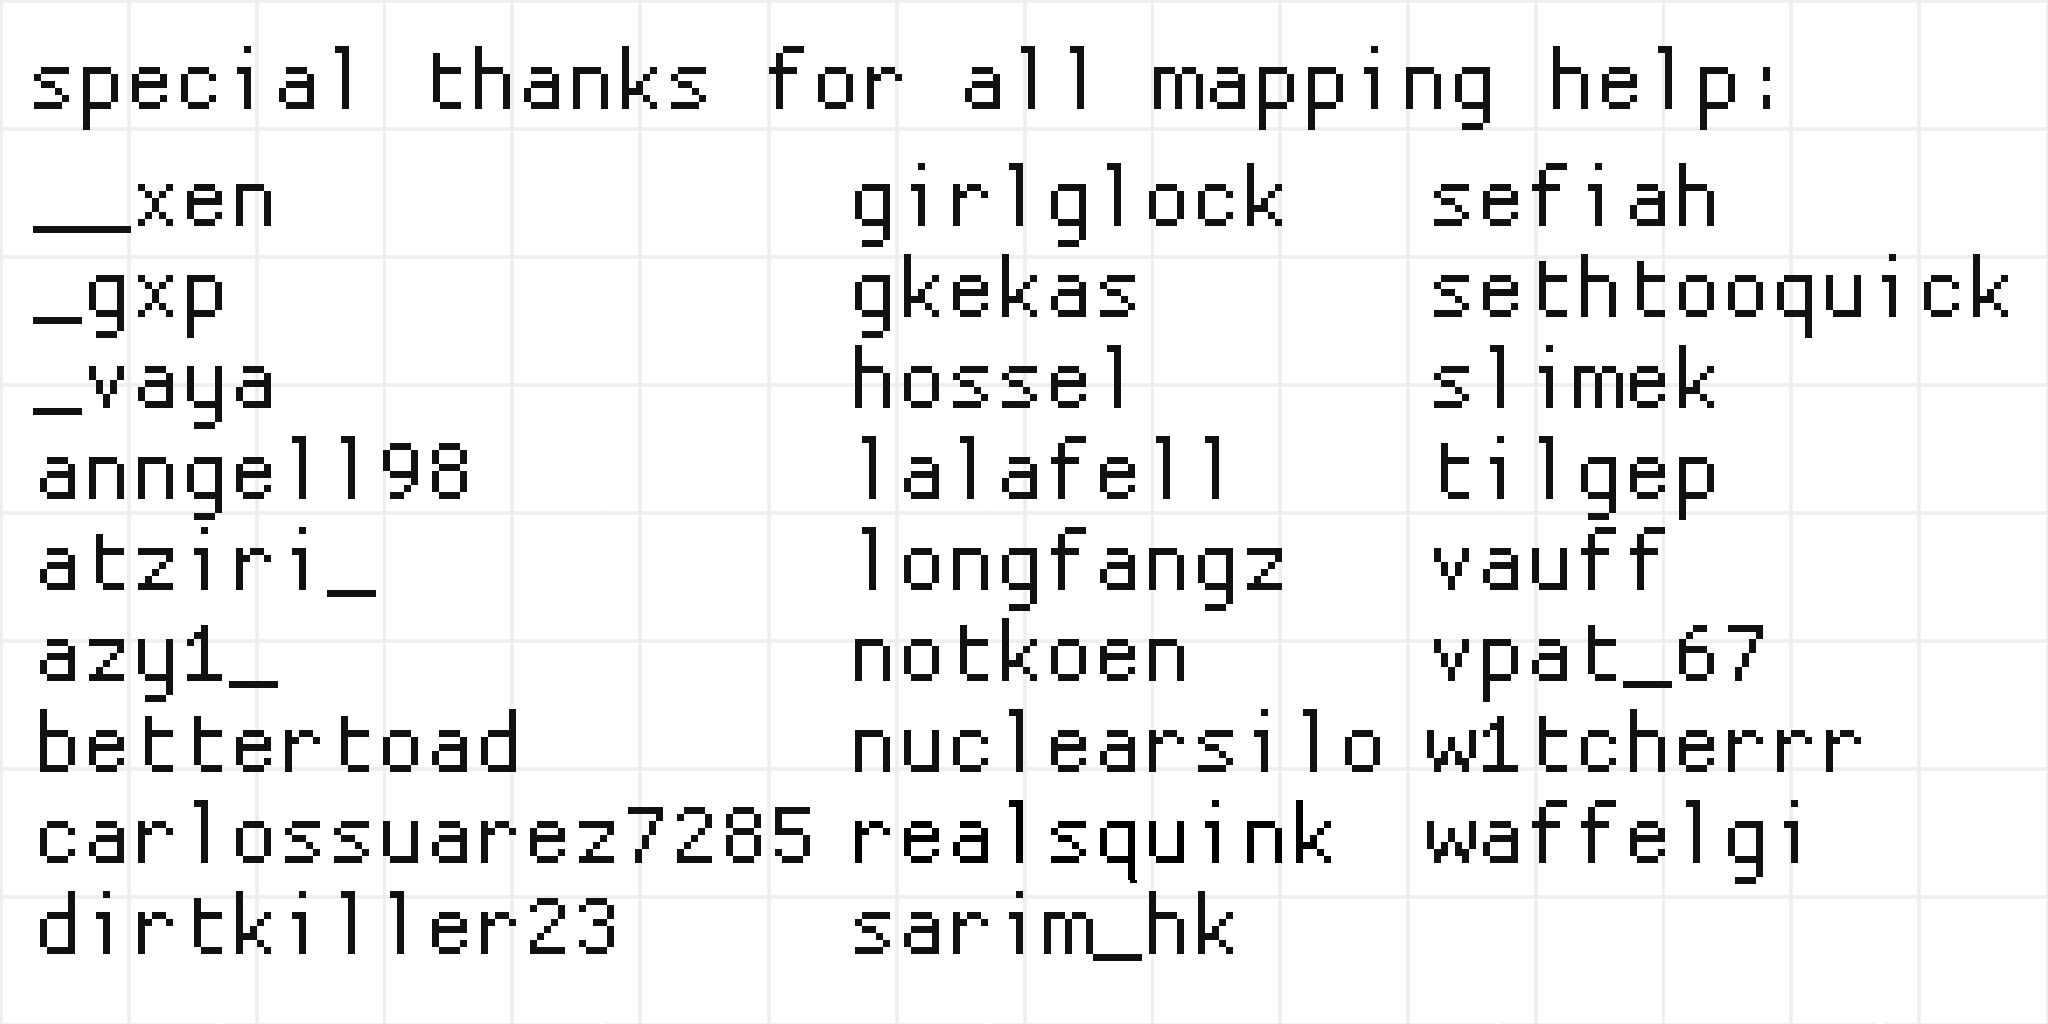 special thanks for all mapping help:
__xen
_gxp
_vaya
anngell98
atziri_
azy1_
bettertoad
carlossuarez7285
dirtkiller23
girlglock
gkekas
hossel
lalafell
longfangz
notkoen
nuclearsilo
realsquink
sarim_hk
sefiah
sethtooquick
slimek
tilgep
vauff
vpat_67
w1tcherrr
waffelgi